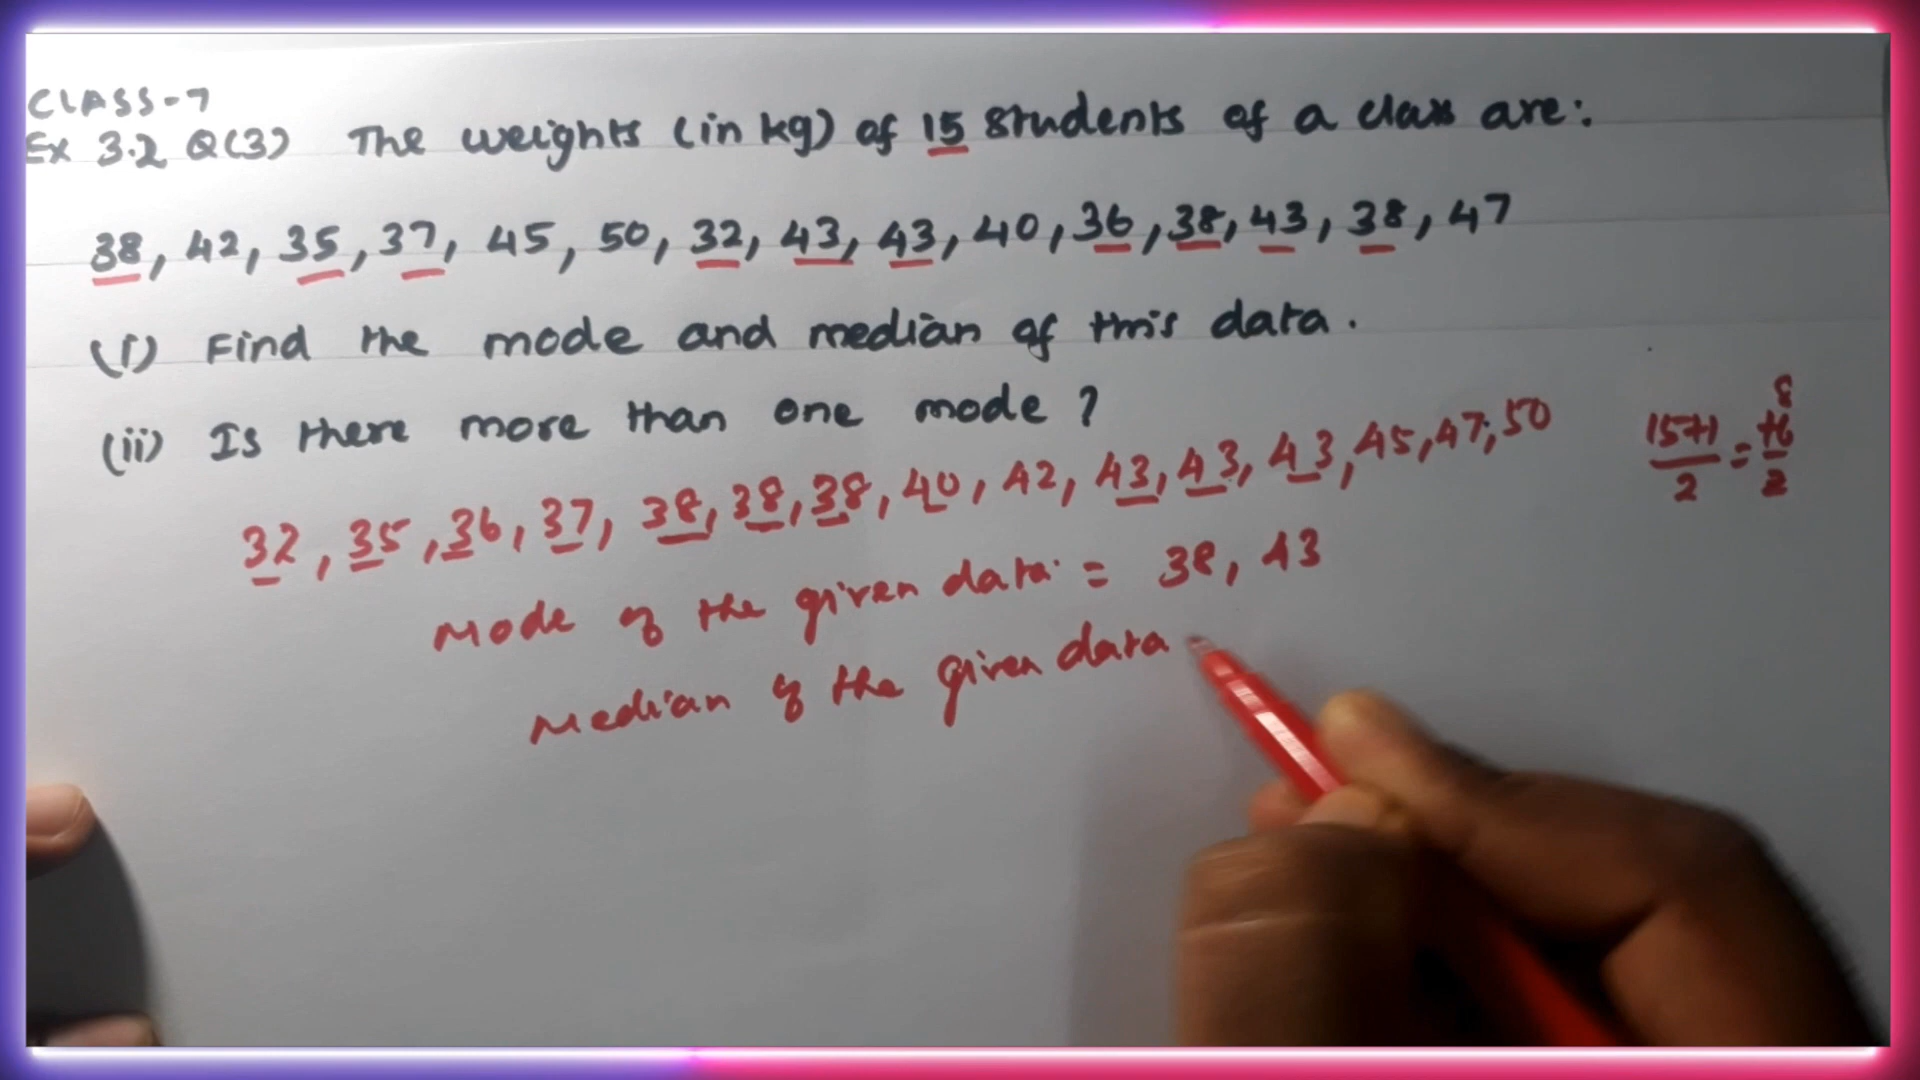 CLASS-7
Ex 3.2 Q(3) The weights (in kg) of 15 students of a class are:
38, 42, 35, 37, 45, 50, 32, 43, 43, 40, 36, 38, 43, 38, 47
(i) Find the mode and median of this data.
(ii) Is there more than one mode?
32, 35, 36, 37, 38, 38, 38, 40, 42, 43, 43, 43, 45, 47, 50
15+1/2 = 16/2 8
Mode of the given data = 38, 43
Median of the given data